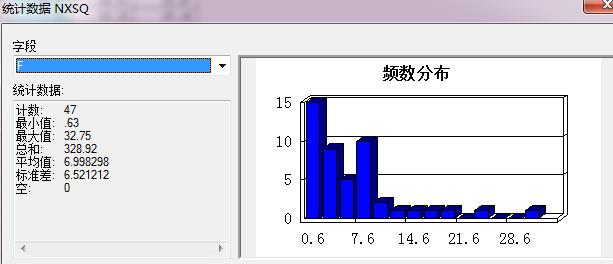 统计数据 NXSQ
字段
F
统计数据:
计数: 47
最小值: .63
最大值: 32.75
总和: 328.92
平均值: 6.998298
标准差: 6.521212
空: 0
频数分布
15
10
5
0
0.6 7.6 14.6 21.6 28.6